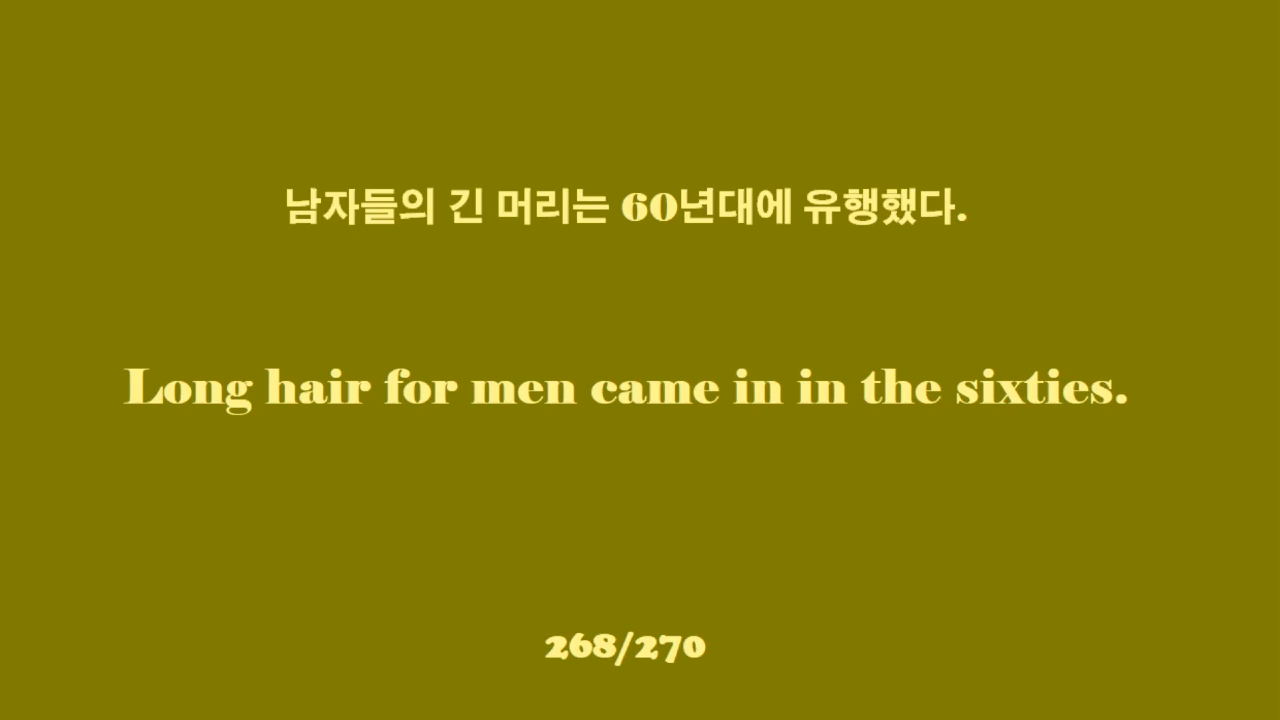 남자들의 긴 머리는 60년대에 유행했다.
Long hair for men came in in the sixties.
268/270